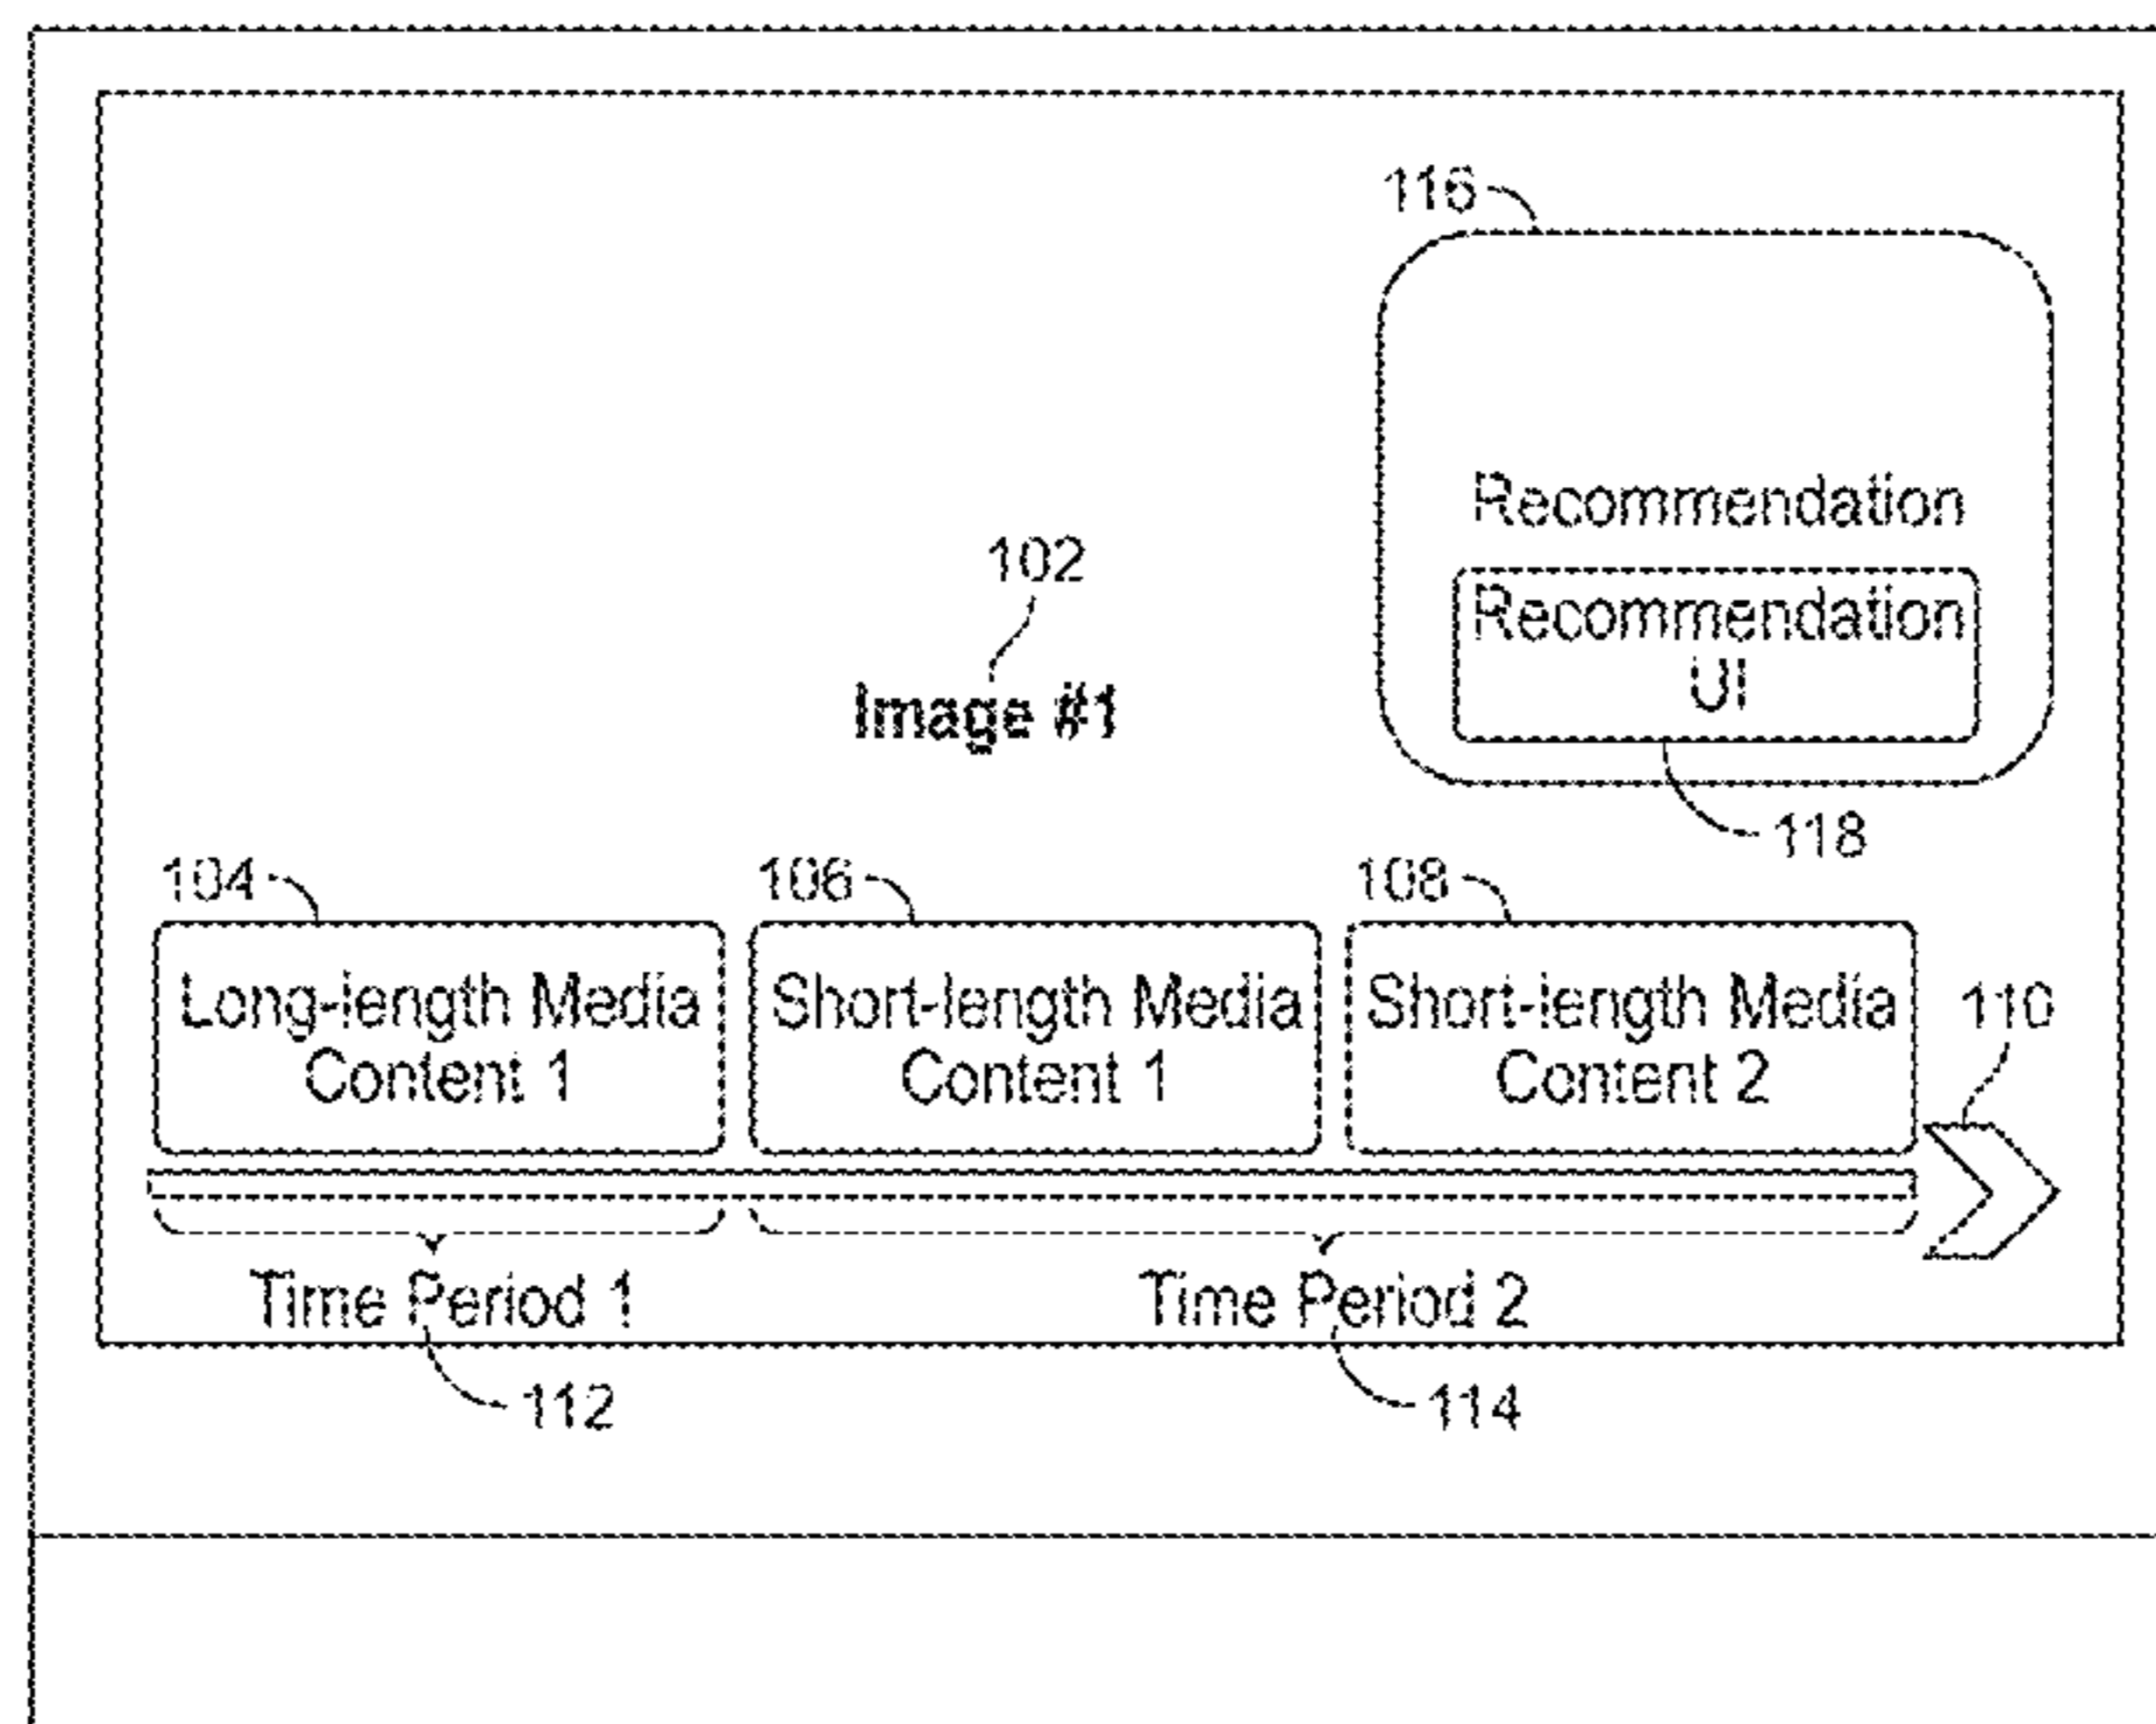 116
Recommendation
Recommendation
UI
102
Image #1
118
104
106
108
Long-length Media
Content 1
Short-length Media
Content 1
Short-length Media
Content 2
110
Time Period 1
Time Period 2
112
114